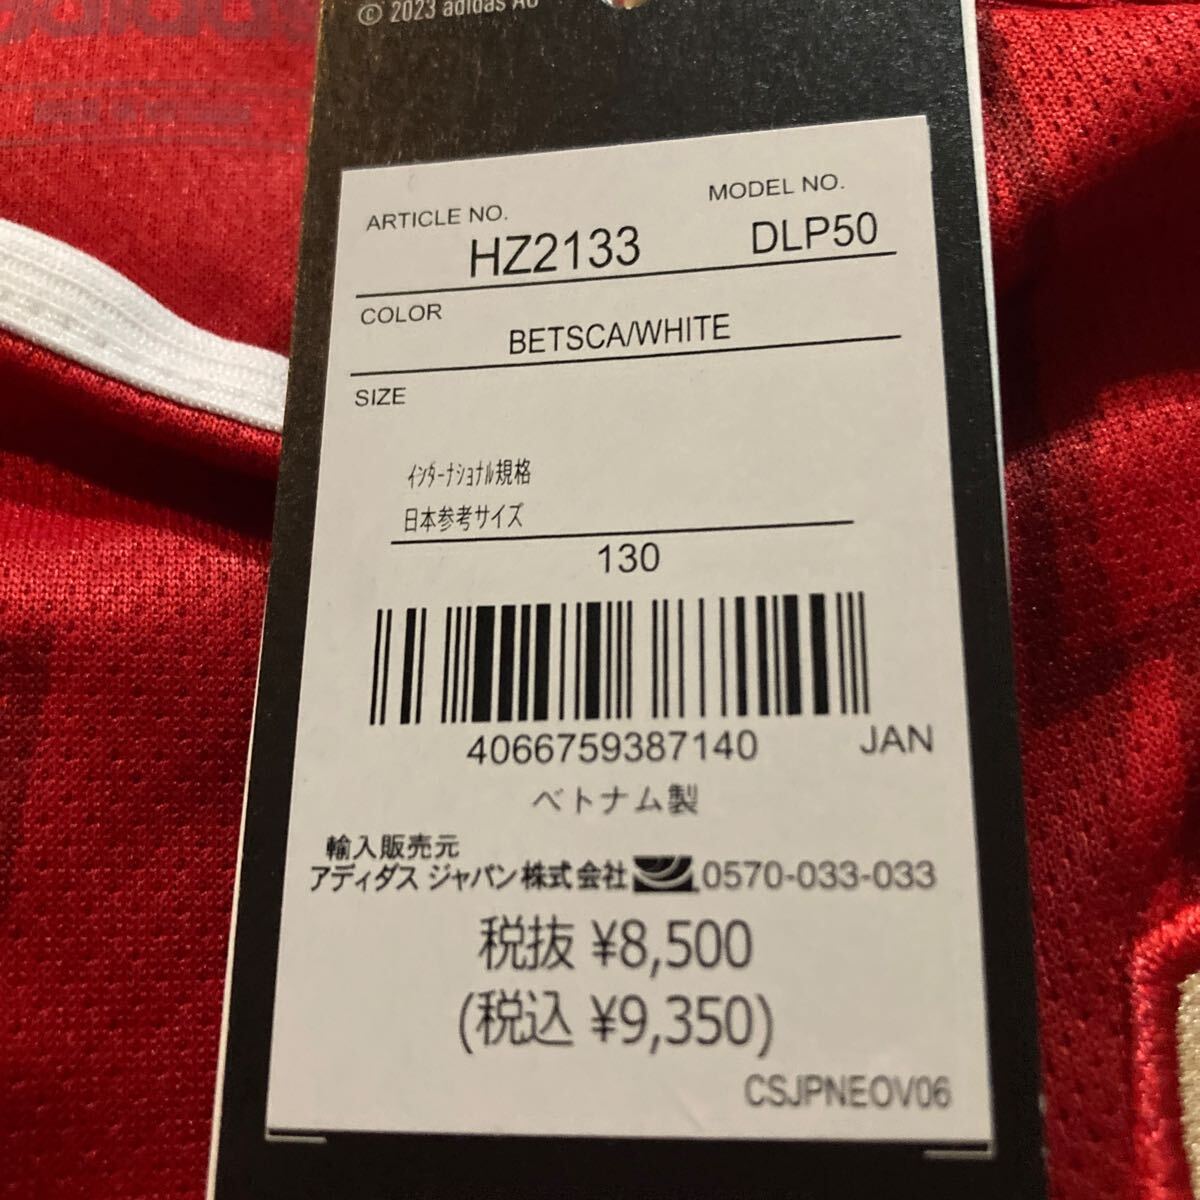 © 2023 adidas AG
ARTICLE NO.
MODEL NO.
HZ2133
DLP50
COLOR
BETSCA/WHITE
SIZE
インターナショナル規格
日本参考サイズ
130
4066759387140
JAN
ベトナム製
輸入販売元
アディダス ジャパン株式会社 0570-033-033
税抜 ¥8,500
(税込 ¥9,350)
CSJPNEOV06